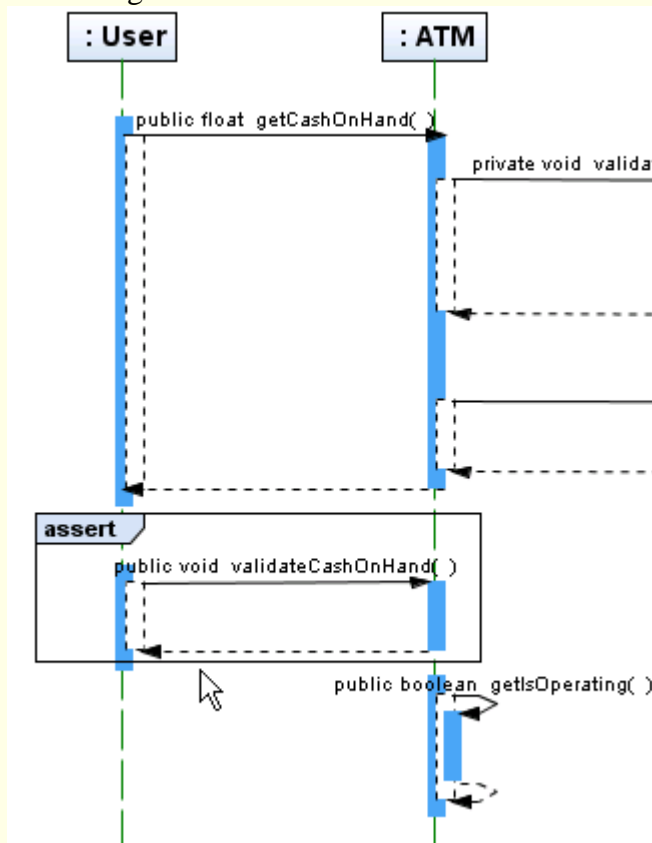 : User
: ATM
public float getCashOnHand( )
private void valida
assert
public void validateCashOnHand( )
public boolean getIsOperating( )